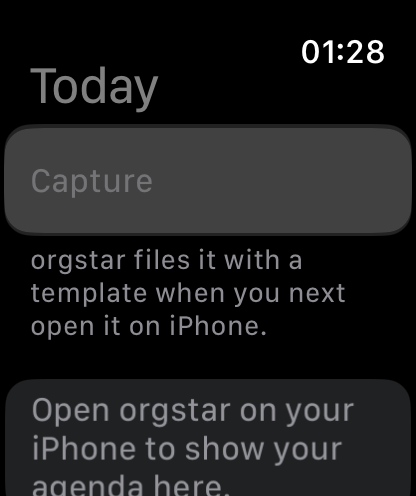 01:28
Today
Capture
orgstar files it with a
template when you next
open it on iPhone.
Open orgstar on your
iPhone to show your
agenda here.